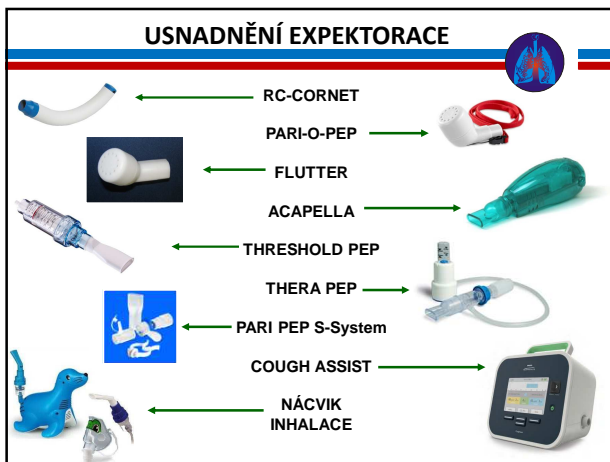 USNADNĚNÍ EXPEKTORACE
RC-CORNET
PARI-O-PEP
FLUTTER
ACAPELLA
THRESHOLD PEP
THERA PEP
PARI PEP S-System
COUGH ASSIST
NÁCVIK
INHALACE